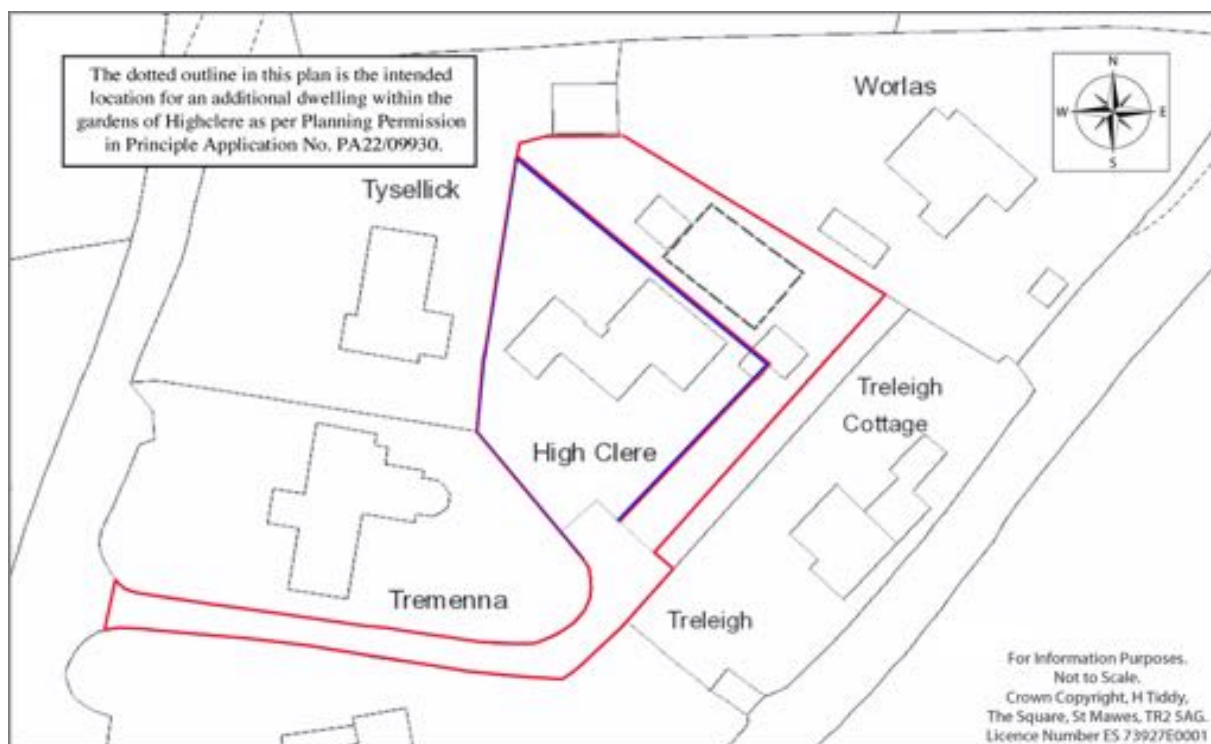 The dotted outline in this plan is the intended
location for an additional dwelling within the
gardens of Highclere as per Planning Permission
in Principle Application No. PA22/09930.
Worlas
N
W
E
S
Tysellick
High Clere
Treleigh
Cottage
Tremenna
Treleigh
For Information Purposes.
Not to Scale.
Crown Copyright, H Tiddy,
The Square, St Mawes, TR2 5AG.
Licence Number ES 73927E0001